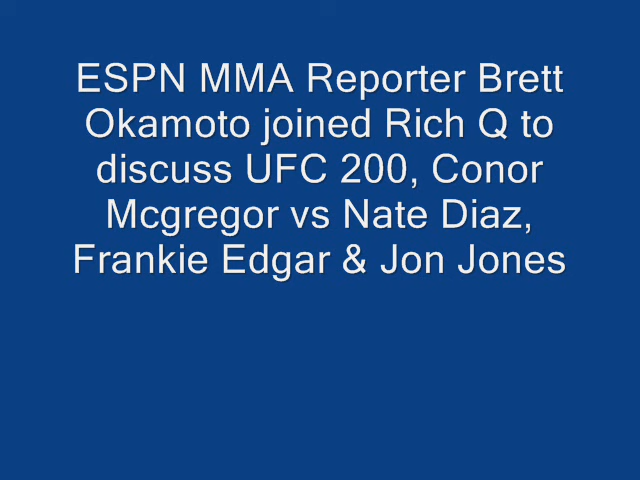 ESPN MMA Reporter Brett
Okamoto joined Rich Q to
discuss UFC 200, Conor
Mcgregor vs Nate Diaz,
Frankie Edgar & Jon Jones